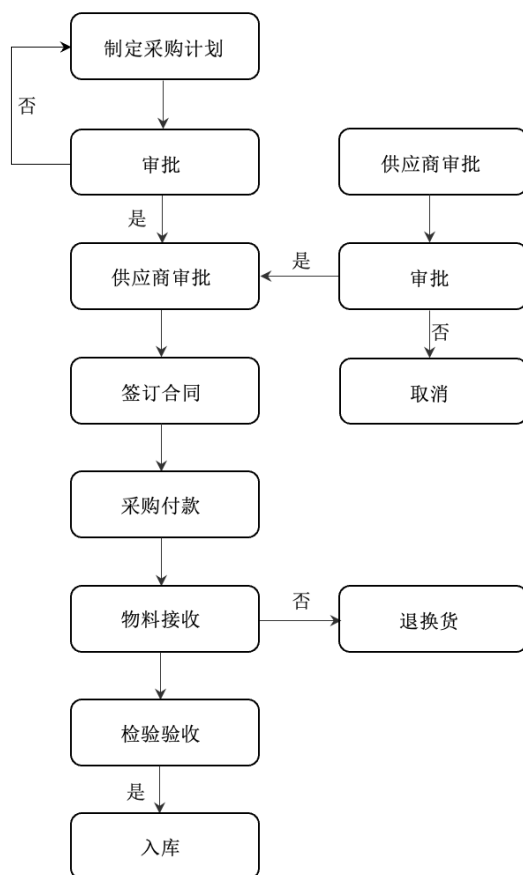 制定采购计划
否
审批
供应商审批
是
供应商审批
是
审批
否
签订合同
取消
采购付款
物料接收
否
退换货
检验验收
是
入库